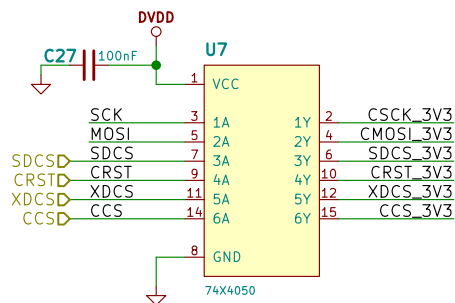 DVDD
C27 100nF U7
1 VCC
SCK 3 1A 1Y 2 CSCK_3V3
MOSI 5 2A 2Y 4 CMOSI_3V3
SDCS SDCS 7 3A 3Y 6 SDCS_3V3
CRST CRST 9 4A 4Y 10 CRST_3V3
XDCS XDCS 11 5A 5Y 12 XDCS_3V3
CCS CCS 14 6A 6Y 15 CCS_3V3
8 GND
74X4050